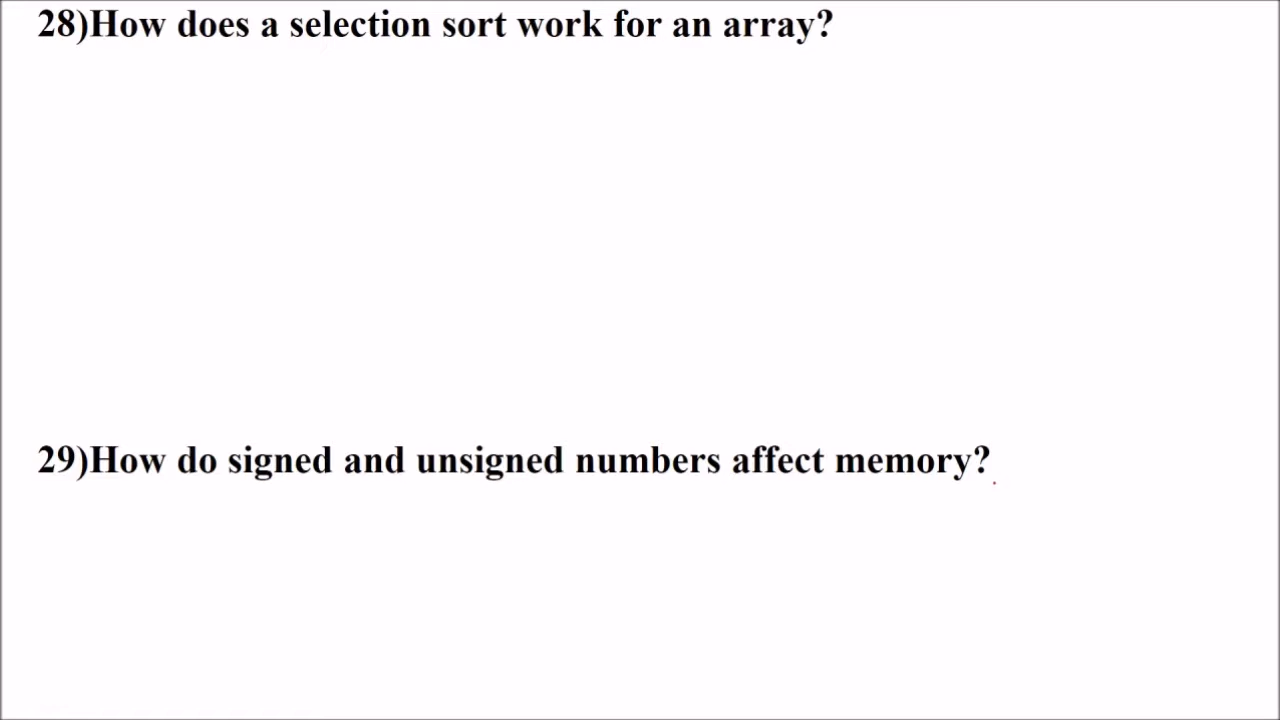 28)How does a selection sort work for an array?
29)How do signed and unsigned numbers affect memory?